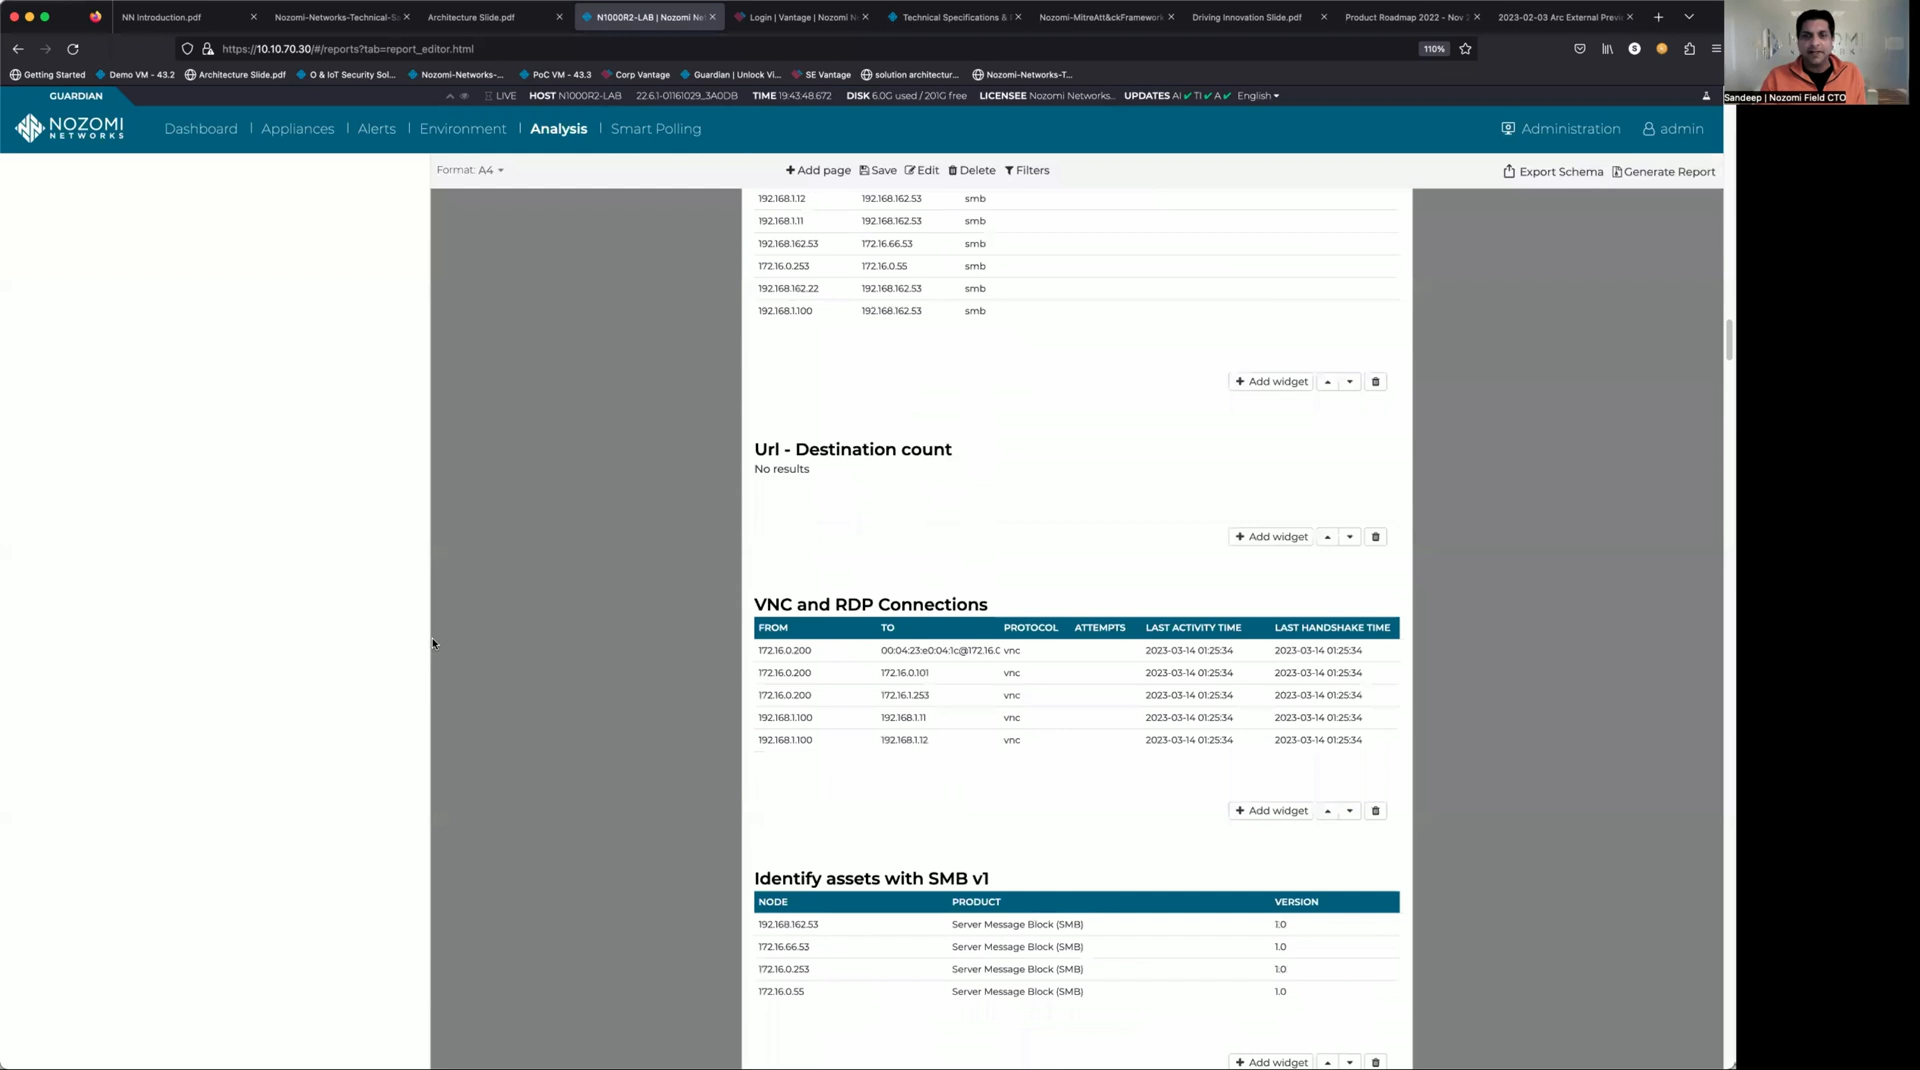 NN Introduction.pdf
Nozomi-Networks-Technical-Sa
Architecture Slide.pdf
N1000R2-LAB | Nozomi Ne
Login | Vantage | Nozomi N
Technical Specifications &
Nozomi-MitreAtt&ckFramework
Driving Innovation Slide.pdf
Product Roadmap 2022 - Nov
2023-02-03 Arc External Previ
https://10.10.70.30/#/reports?tab=report_editor.html
110%
Getting Started
Demo VM - 43.2
Architecture Slide.pdf
O & IoT Security Sol...
Nozomi-Networks-...
PoC VM - 43.3
Corp Vantage
Guardian | Unlock Vi...
SE Vantage
solution architectur...
Nozomi-Networks-T...
Sandeep | Nozomi Field CTO
GUARDIAN
LIVE HOST N1000R2-LAB 22.6.1-01161029_3A0DB TIME 19:43:48.672 DISK 6.0G used / 201G free LICENSEE Nozomi Networks... UPDATES AI ✔ TI ✔ A ✔ English
NOZOMI NETWORKS
Dashboard | Appliances | Alerts | Environment | Analysis | Smart Polling
Administration
admin
Format: A4
Add page Save Edit Delete Filters
Export Schema Generate Report
192.168.1.12 192.168.162.53 smb
192.168.1.11 192.168.162.53 smb
192.168.162.53 172.16.66.53 smb
172.16.0.253 172.16.0.55 smb
192.168.162.22 192.168.162.53 smb
192.168.1.100 192.168.162.53 smb
+ Add widget
Url - Destination count
No results
+ Add widget
VNC and RDP Connections
FROM TO PROTOCOL ATTEMPTS LAST ACTIVITY TIME LAST HANDSHAKE TIME
172.16.0.200 00:04:23:e0:04:1c@172.16.0 vnc 2023-03-14 01:25:34 2023-03-14 01:25:34
172.16.0.200 172.16.0.101 vnc 2023-03-14 01:25:34 2023-03-14 01:25:34
172.16.0.200 172.16.1.253 vnc 2023-03-14 01:25:34 2023-03-14 01:25:34
192.168.1.100 192.168.1.11 vnc 2023-03-14 01:25:34 2023-03-14 01:25:34
192.168.1.100 192.168.1.12 vnc 2023-03-14 01:25:34 2023-03-14 01:25:34
+ Add widget
Identify assets with SMB v1
NODE PRODUCT VERSION
192.168.162.53 Server Message Block (SMB) 1.0
172.16.66.53 Server Message Block (SMB) 1.0
172.16.0.253 Server Message Block (SMB) 1.0
172.16.0.55 Server Message Block (SMB) 1.0
+ Add widget